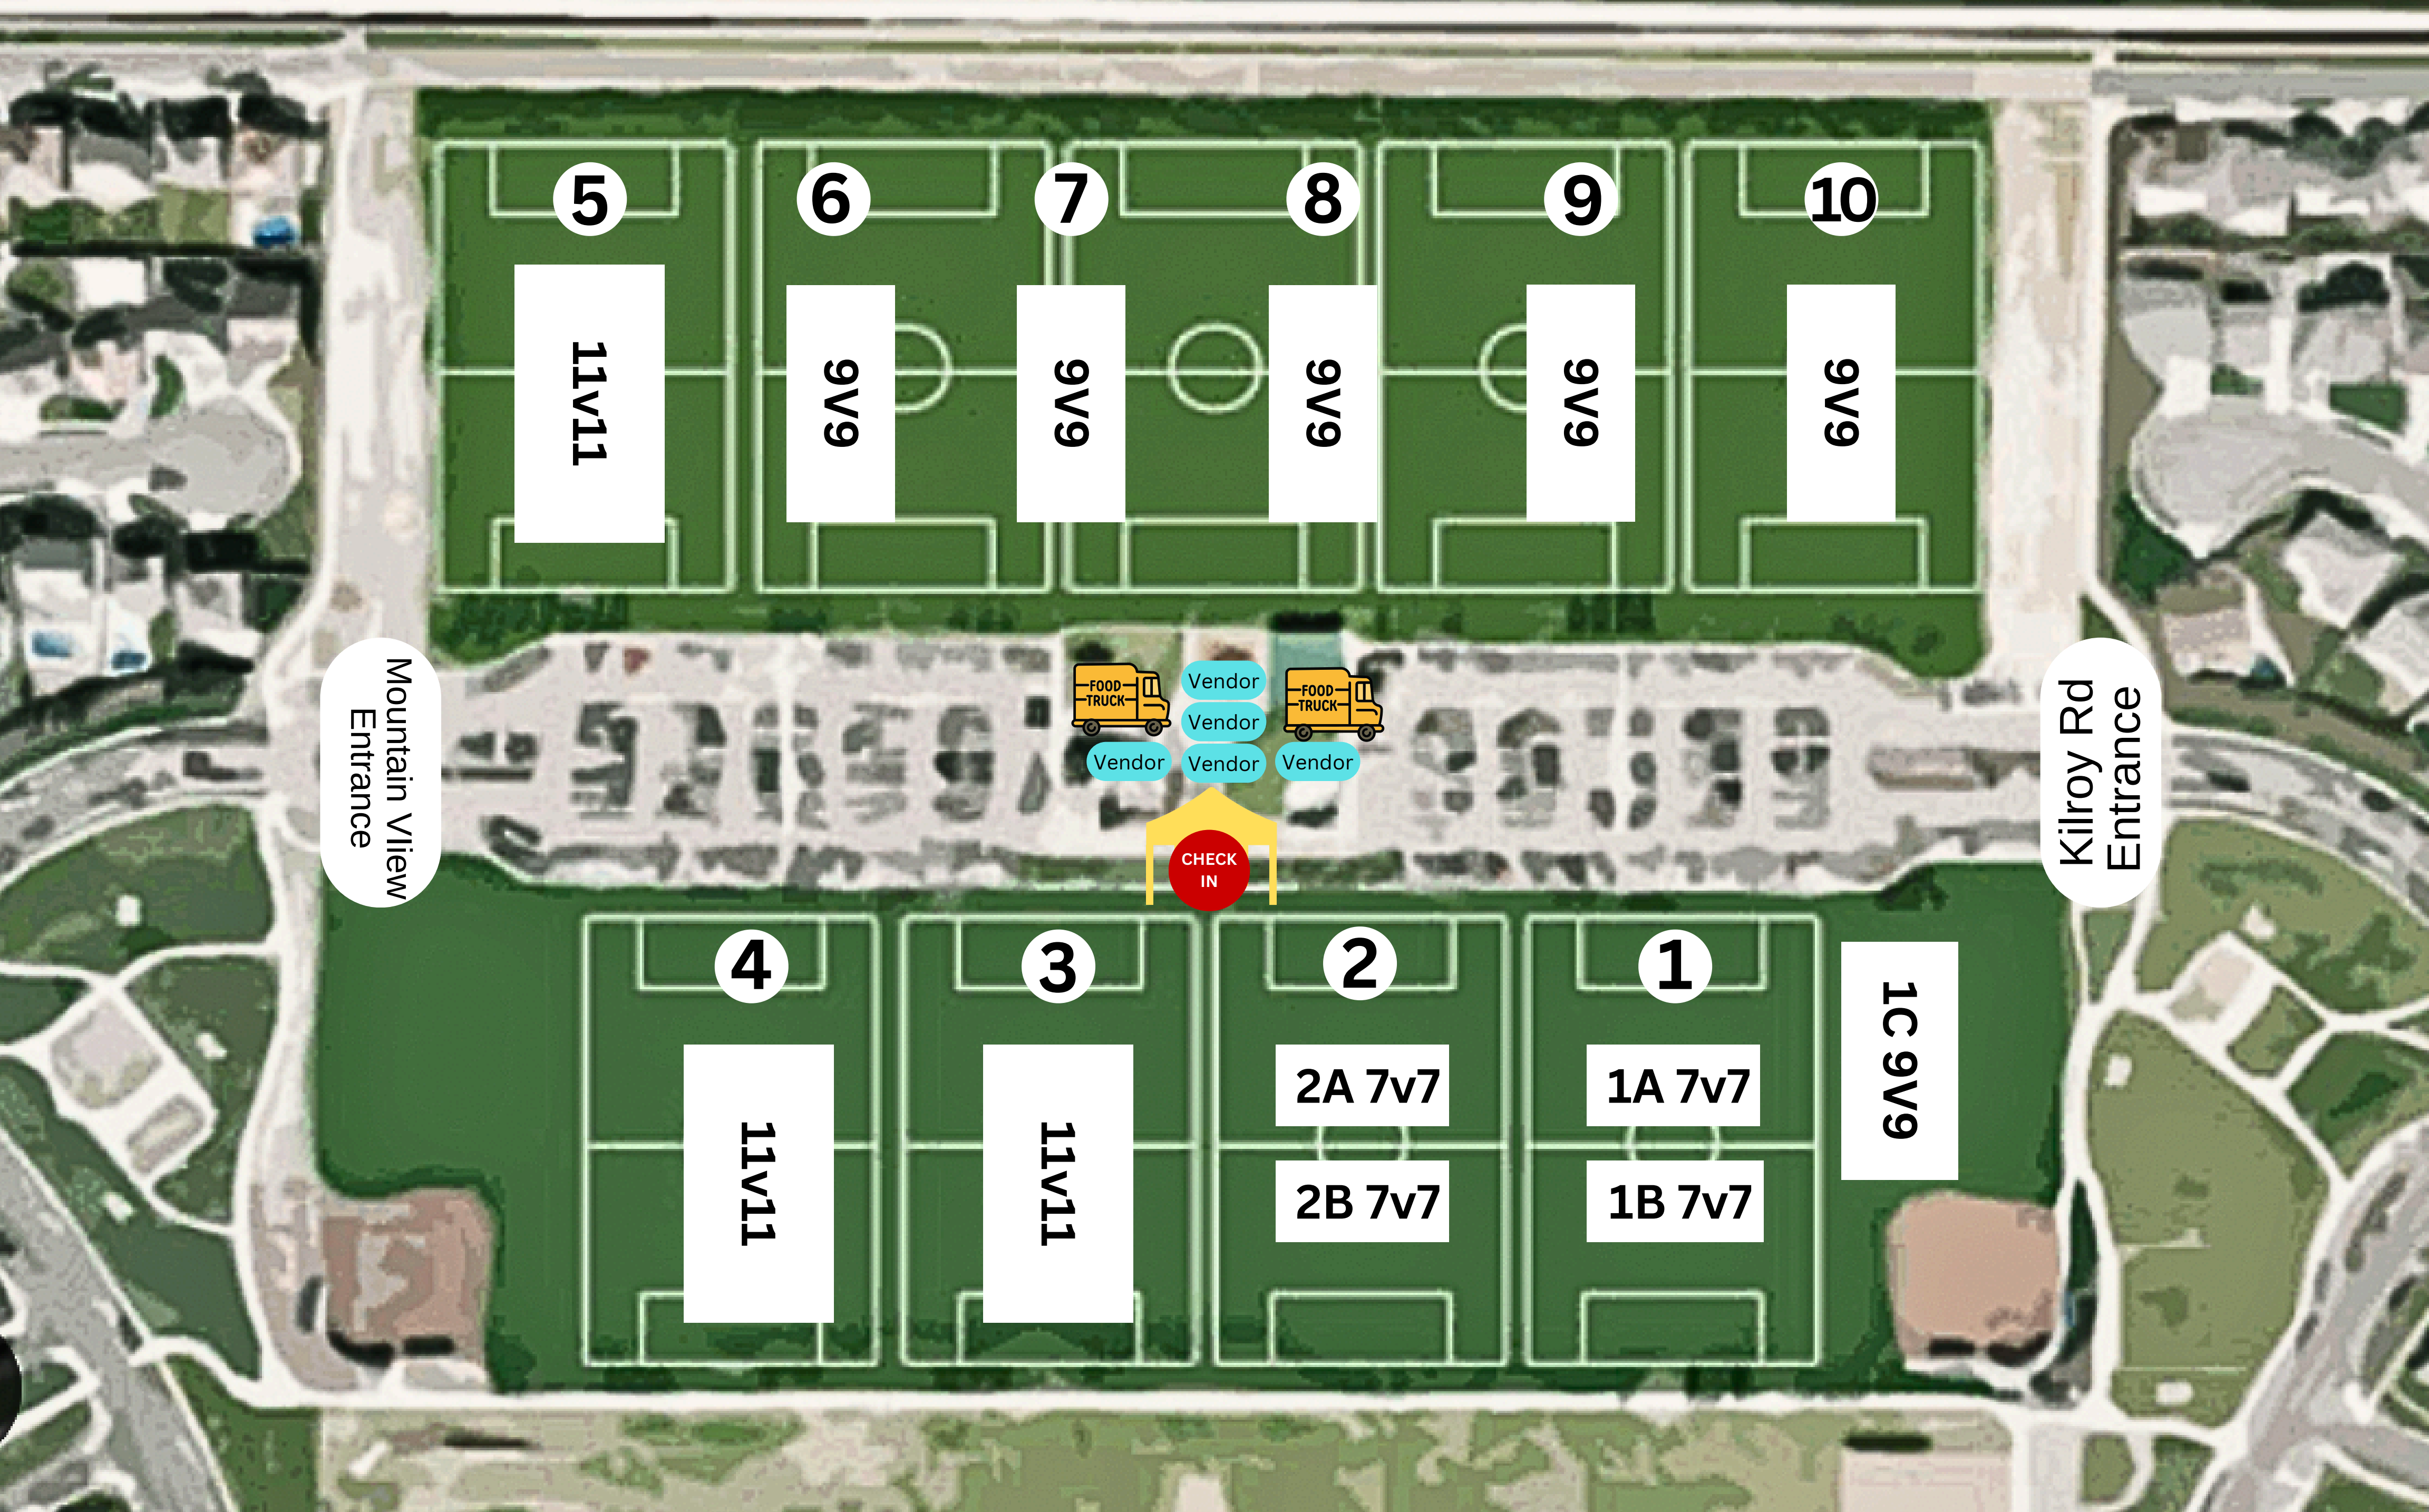 5
6
7
8
9
10
11v11
9V9
9V9
9V9
9V9
9V9
Mountain VIiew
Entrance
FOOD
TRUCK
Vendor
Vendor
Vendor
Vendor
Vendor
FOOD
TRUCK
CHECK
IN
Kilroy Rd
Entrance
4
3
2
1
11v11
11v11
2A 7v7
2B 7v7
1A 7v7
1B 7v7
1C 9V9